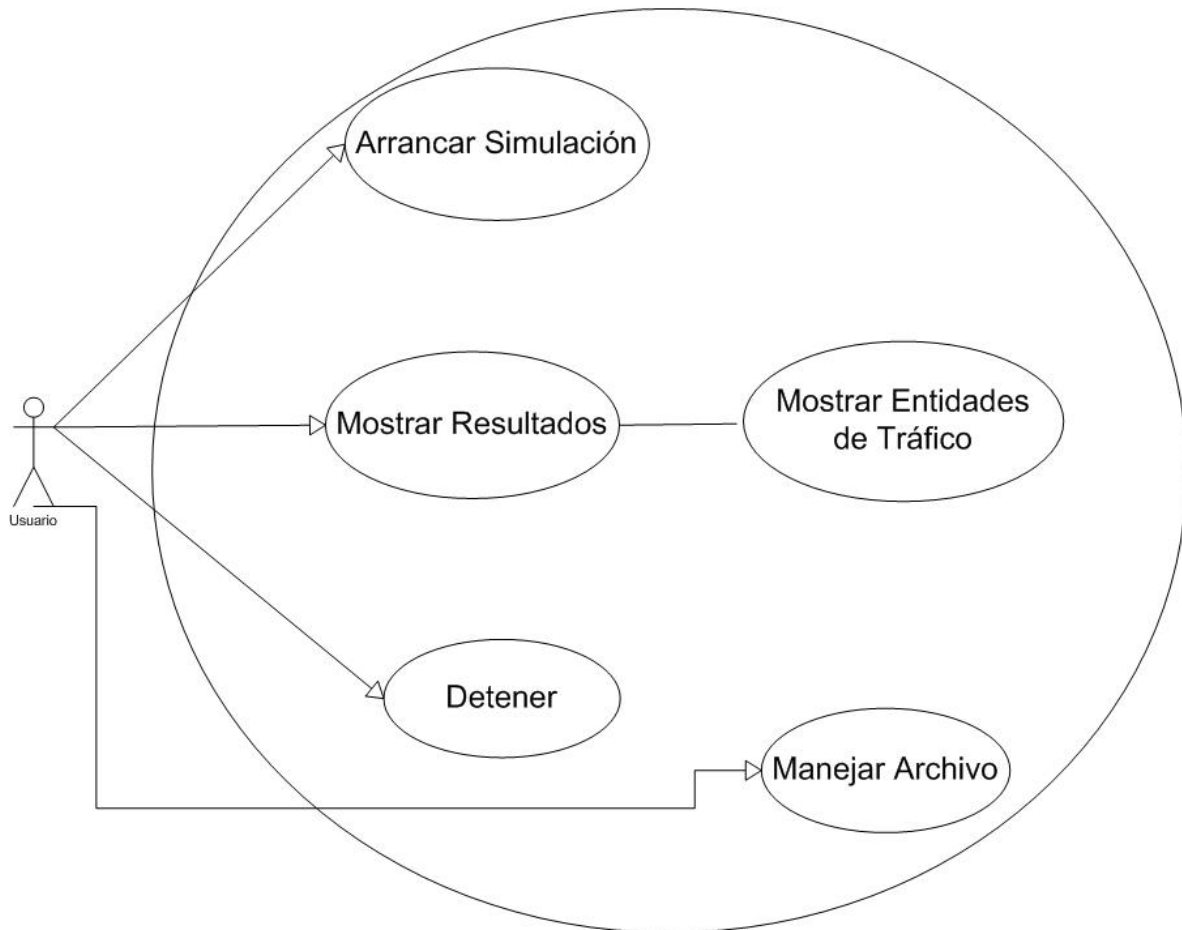 Arrancar Simulación
Mostrar Resultados
Mostrar Entidades
de Tráfico
Usuario
Detener
Manejar Archivo